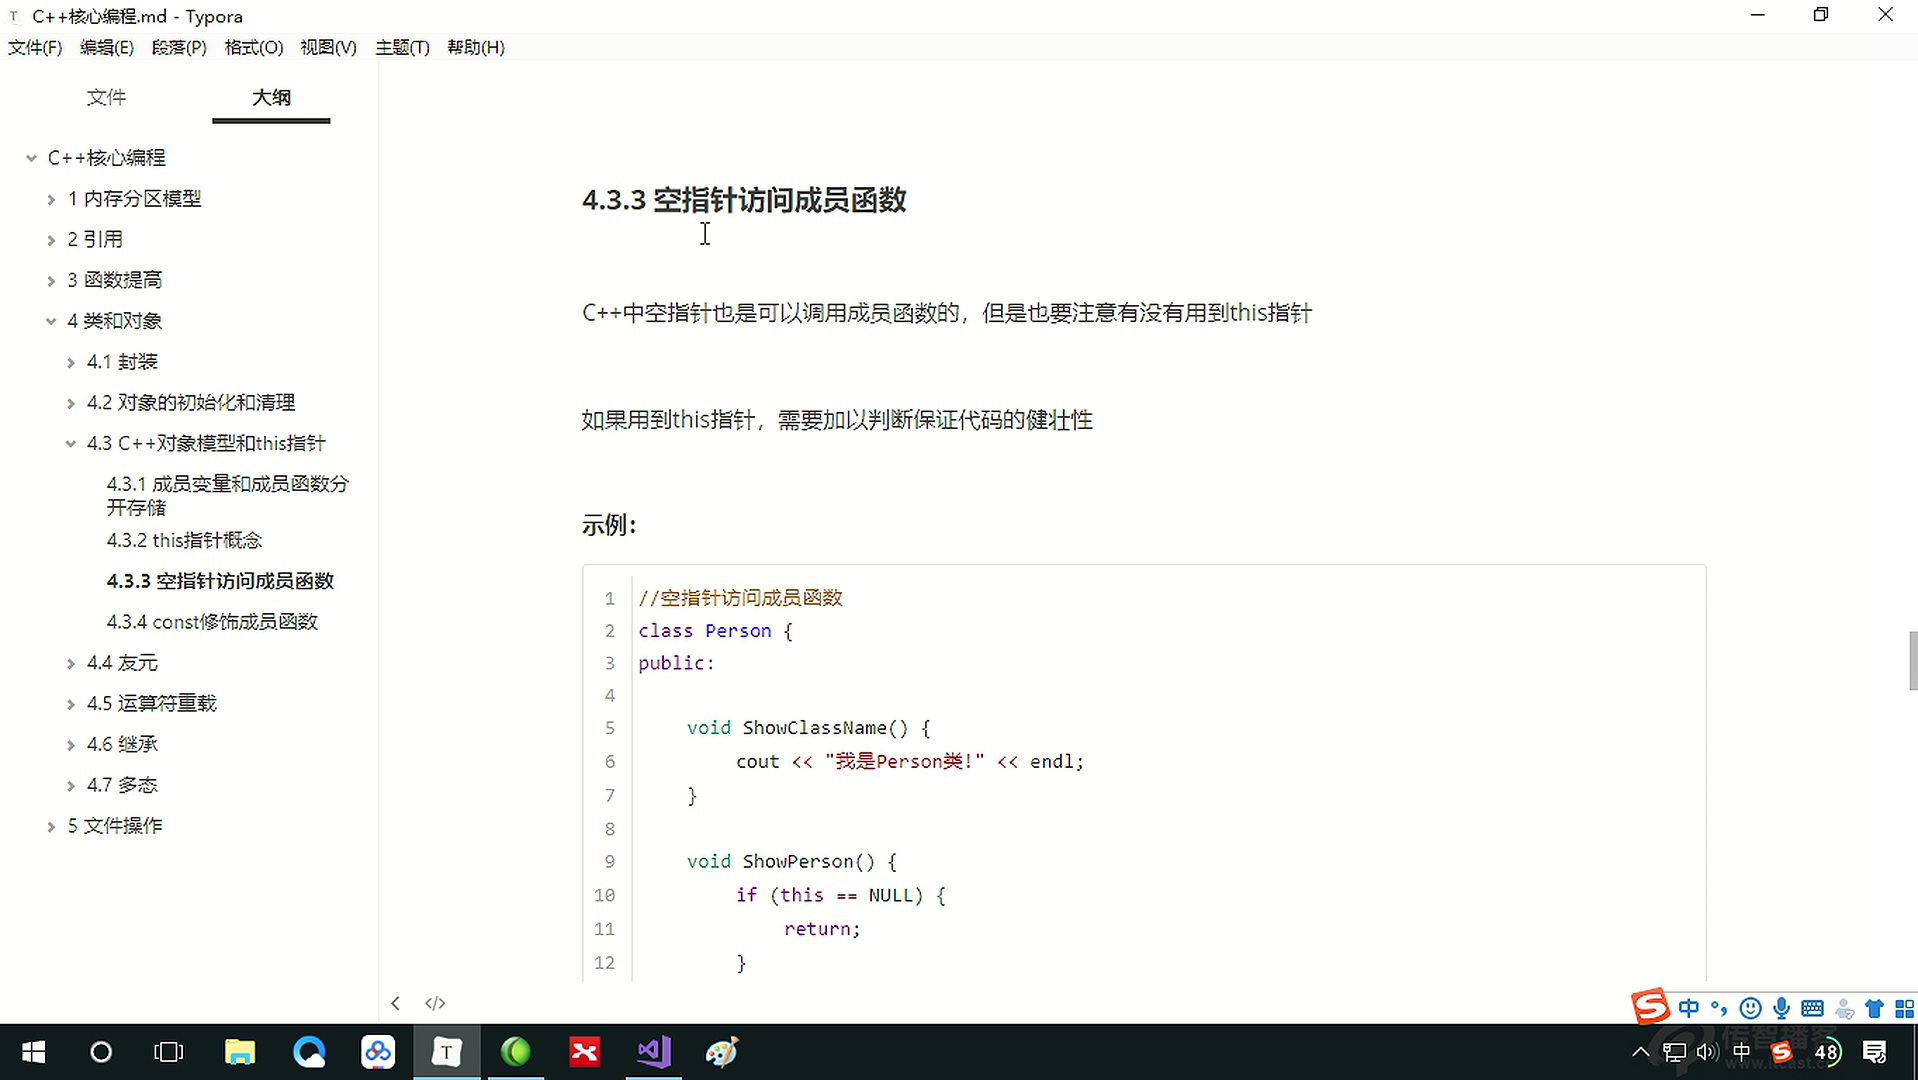 C++核心编程.md - Typora
文件(F) 编辑(E) 段落(P) 格式(O) 视图(V) 主题(T) 帮助(H)
文件 大纲
C++核心编程
1 内存分区模型
2 引用
3 函数提高
4 类和对象
4.1 封装
4.2 对象的初始化和清理
4.3 C++对象模型和this指针
4.3.1 成员变量和成员函数分
开存储
4.3.2 this指针概念
4.3.3 空指针访问成员函数
4.3.4 const修饰成员函数
4.4 友元
4.5 运算符重载
4.6 继承
4.7 多态
5 文件操作
4.3.3 空指针访问成员函数
C++中空指针也是可以调用成员函数的，但是也要注意有没有用到this指针
如果用到this指针，需要加以判断保证代码的健壮性
示例：
1 //空指针访问成员函数
2 class Person {
3 public:
4
5 void ShowClassName() {
6 cout << "我是Person类!" << endl;
7 }
8
9 void ShowPerson() {
10 if (this == NULL) {
11 return;
12 }
中
传智播客
中 48